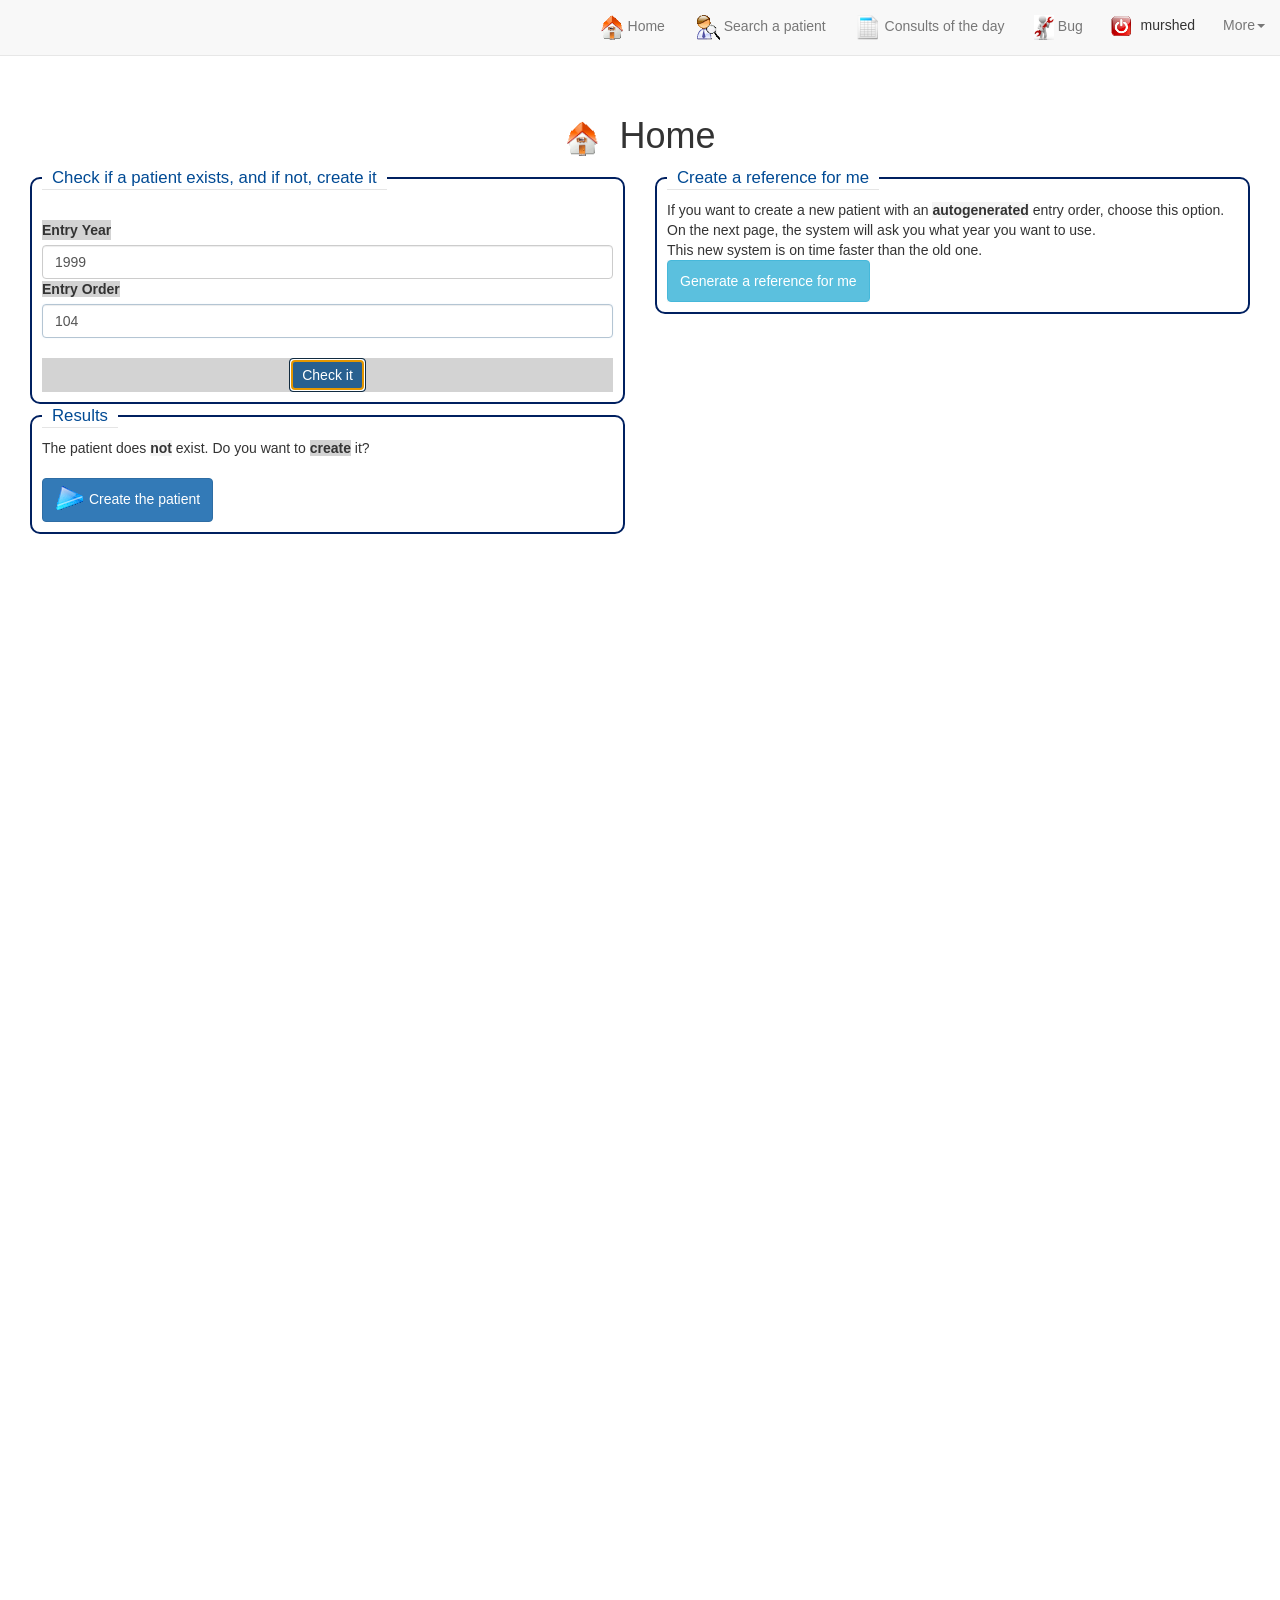 Home Search a patient Consults of the day Bug murshed More
Home
Check if a patient exists, and if not, create it
Entry Year
1999
Entry Order
104
Check it
Results
The patient does not exist. Do you want to create it?
Create the patient
Create a reference for me
If you want to create a new patient with an autogenerated entry order, choose this option.
On the next page, the system will ask you what year you want to use.
This new system is on time faster than the old one.
Generate a reference for me